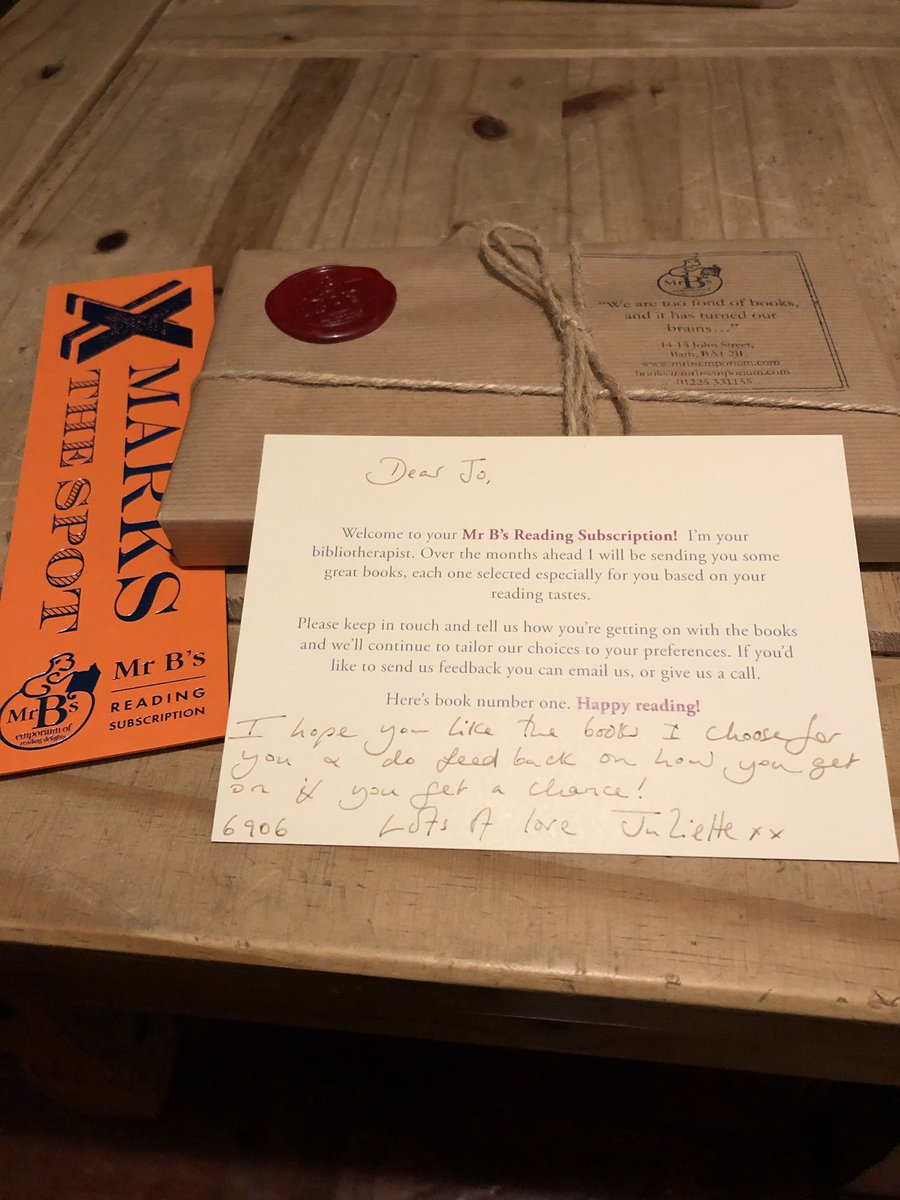 X MARKS
THE SPOT
Mr B's
emporium of
reading delights
Mr B's
READING
SUBSCRIPTION
Mr B's
"We are too fond of books,
and it has turned our
brains…"
14-15 John Street,
Bath, BA1 2JL
www.mrbsemporium.com
books@mrbsemporium.com
01225 331155
Dear Jo,
Welcome to your Mr B's Reading Subscription! I'm your
bibliotherapist. Over the months ahead I will be sending you some
great books, each one selected especially for you based on your
reading tastes.
Please keep in touch and tell us how you're getting on with the books
and we'll continue to tailor our choices to your preferences. If you'd
like to send us feedback you can email us, or give us a call.
Here's book number one. Happy reading!
I hope you like the books I choose for
you & do feed back on how you get
on if you get a chance!
6906 Lots of love Juliette xx